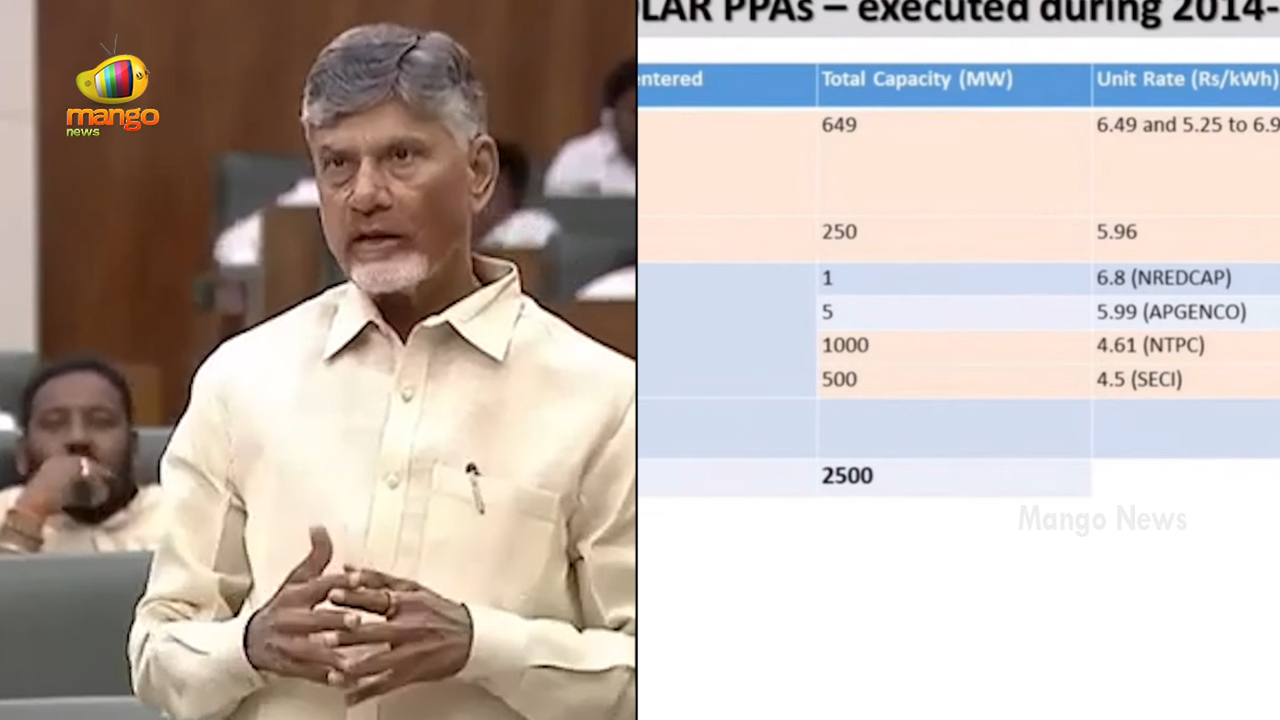 mango
news
LAR PPAs – executed during 2014-
entered
Total Capacity (MW)
Unit Rate (Rs/kWh)
649
6.49 and 5.25 to 6.9
250
5.96
1
6.8 (NREDCAP)
5
5.99 (APGENCO)
1000
4.61 (NTPC)
500
4.5 (SECI)
2500
Mango News